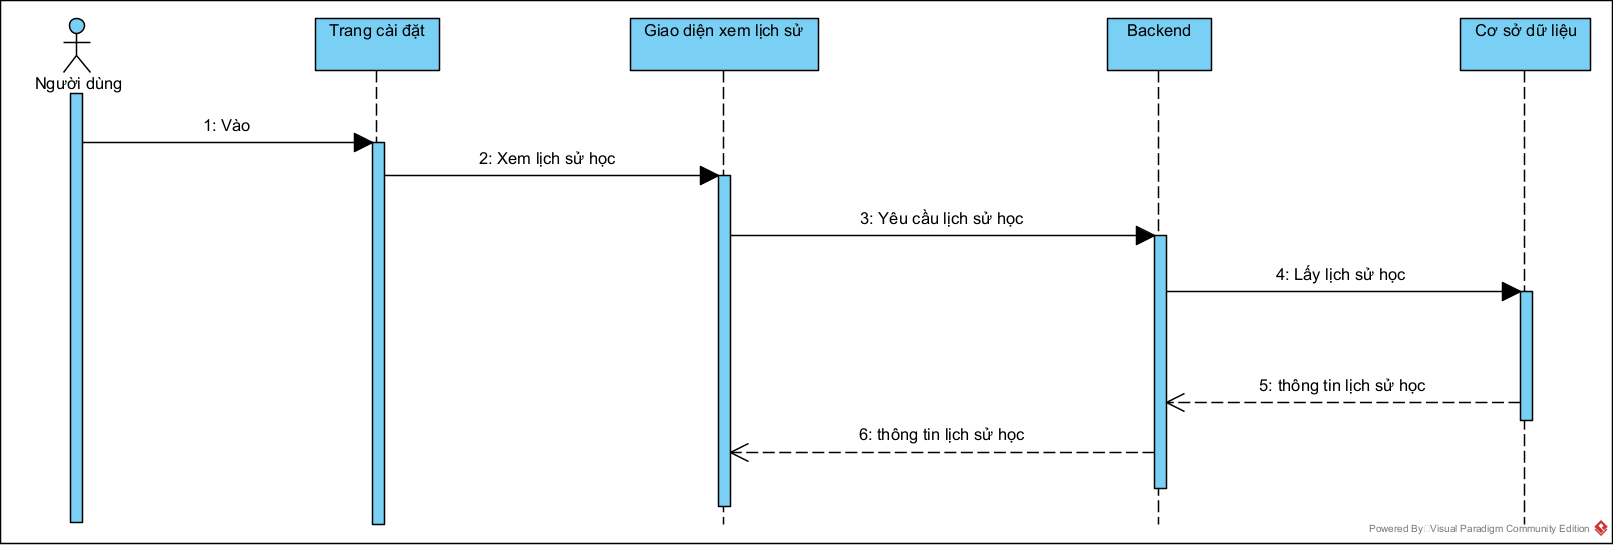 Trang cài đặt
Giao diện xem lịch sử
Backend
Cơ sở dữ liệu
Người dùng
1: Vào
2: Xem lịch sử học
3: Yêu cầu lịch sử học
4: Lấy lịch sử học
5: thông tin lịch sử học
6: thông tin lịch sử học
Powered By Visual Paradigm Community Edition